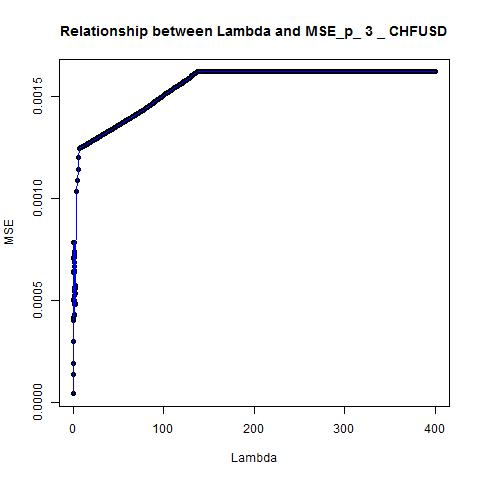 Relationship between Lambda and MSE_p_ 3 _ CHFUSD
0.0015
0.0010
0.0005
0.0000
MSE
0 100 200 300 400
Lambda